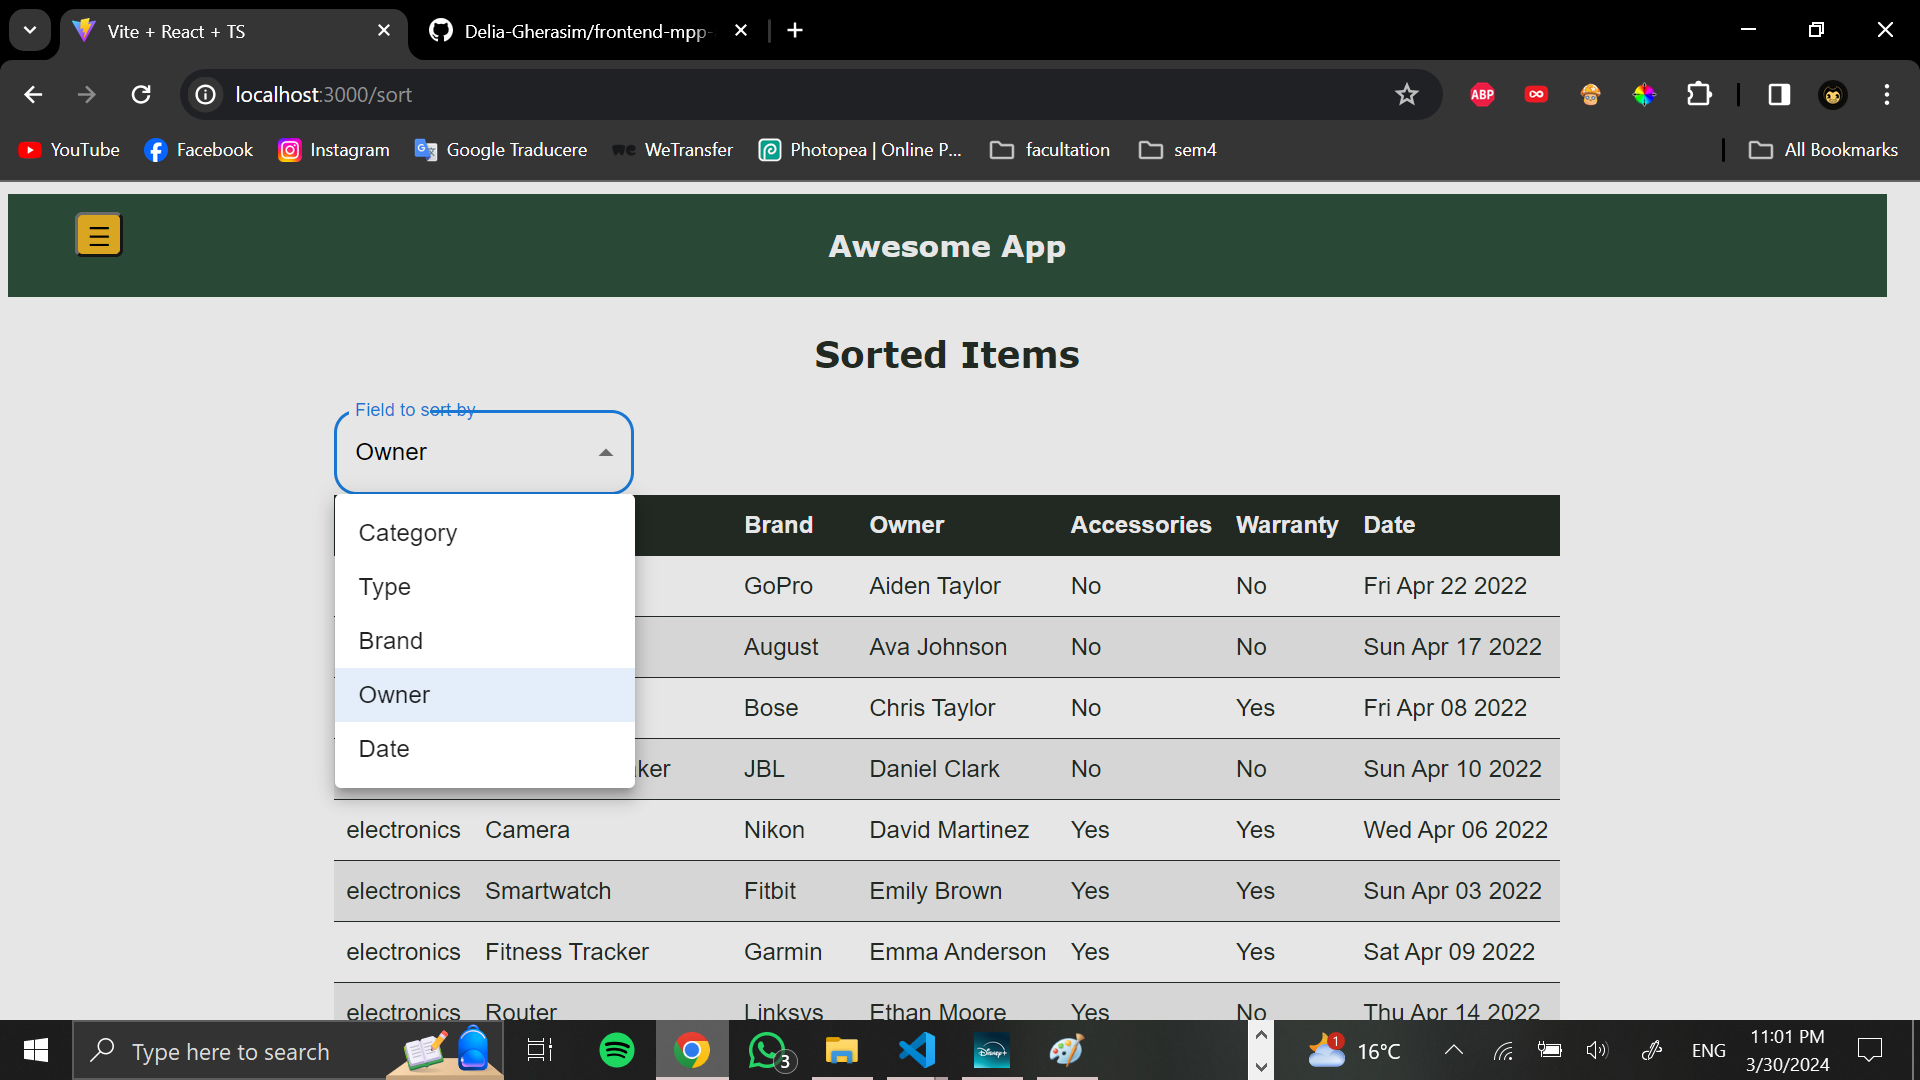 Vite + React + TS
Delia-Gherasim/frontend-mpp-
localhost:3000/sort
ABP
YouTube
Facebook
Instagram
Google Traducere
WeTransfer
Photopea | Online P...
facultation
sem4
All Bookmarks
Awesome App
Sorted Items
Field to sort by
Owner
Category
Type
Brand
Owner
Date
Brand Owner Accessories Warranty Date
GoPro Aiden Taylor No No Fri Apr 22 2022
August Ava Johnson No No Sun Apr 17 2022
Bose Chris Taylor No Yes Fri Apr 08 2022
ker JBL Daniel Clark No No Sun Apr 10 2022
electronics Camera Nikon David Martinez Yes Yes Wed Apr 06 2022
electronics Smartwatch Fitbit Emily Brown Yes Yes Sun Apr 03 2022
electronics Fitness Tracker Garmin Emma Anderson Yes Yes Sat Apr 09 2022
electronics Router Linksys Ethan Moore Yes No Thu Apr 14 2022
Type here to search
3
Disney+
1
16°C
ENG
11:01 PM
3/30/2024